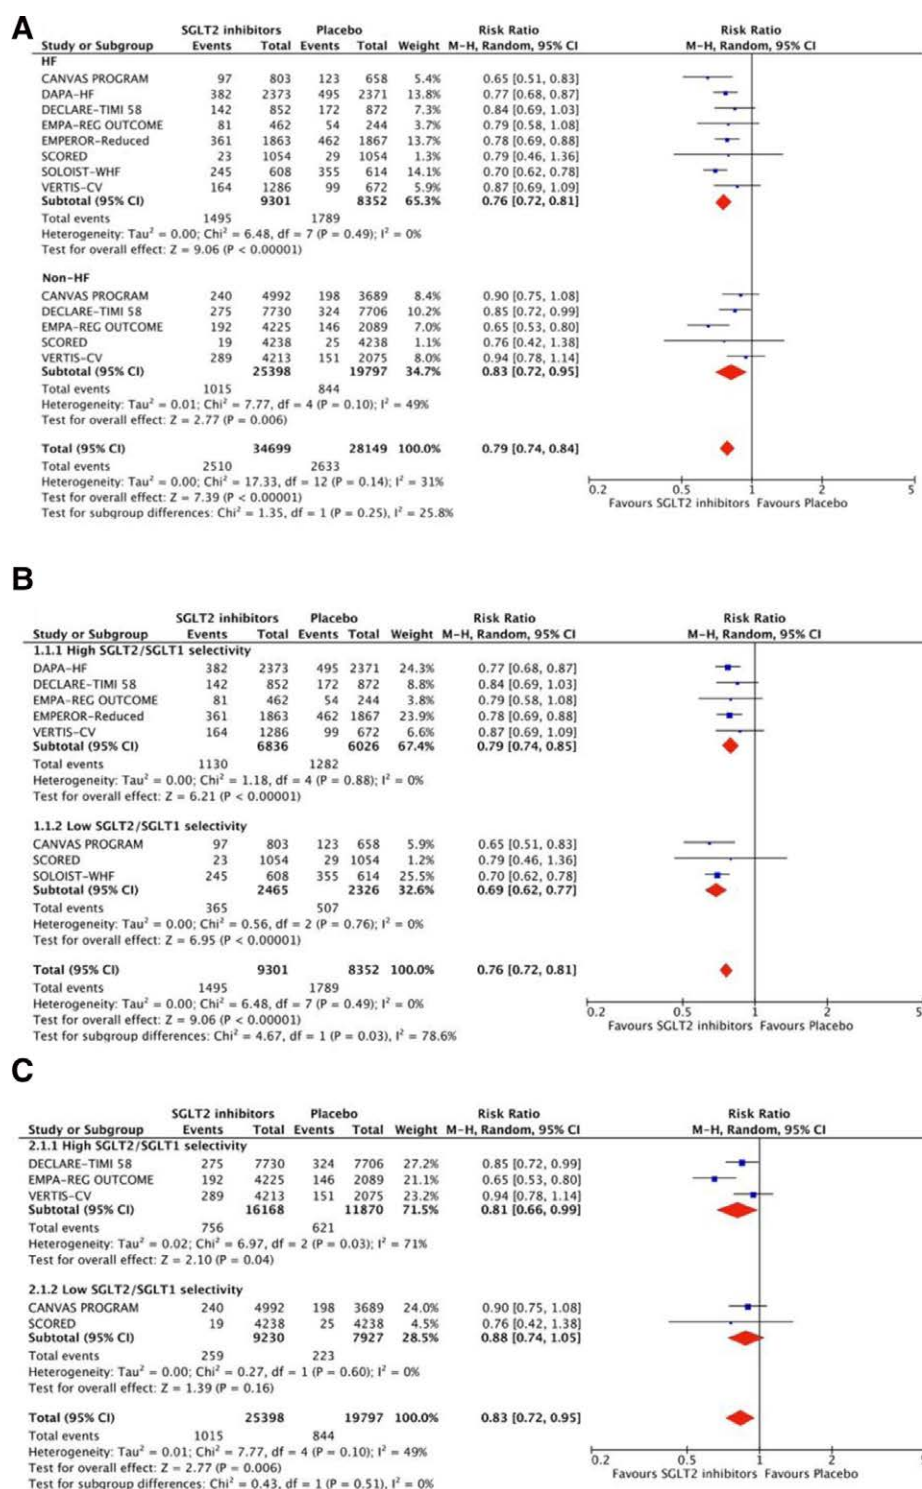 A
SGLT2 inhibitors Placebo Risk Ratio Risk Ratio
Study or Subgroup Events Total Events Total Weight M-H, Random, 95% CI M-H, Random, 95% CI
HF
CANVAS PROGRAM 97 803 123 658 5.4% 0.65 [0.51, 0.83]
DAPA-HF 382 2373 495 2371 13.8% 0.77 [0.68, 0.87]
DECLARE-TIMI 58 142 852 172 872 7.3% 0.84 [0.69, 1.03]
EMPA-REG OUTCOME 81 462 54 244 3.7% 0.79 [0.58, 1.08]
EMPEROR-Reduced 361 1863 462 1867 13.7% 0.78 [0.69, 0.88]
SCORED 23 1054 29 1054 1.3% 0.79 [0.46, 1.36]
SOLOIST-WHF 245 608 355 614 14.1% 0.70 [0.62, 0.78]
VERTIS-CV 164 1286 99 672 5.9% 0.87 [0.69, 1.09]
Subtotal (95% CI) 9301 8352 65.3% 0.76 [0.72, 0.81]
Total events 1495 1789
Heterogeneity: Tau² = 0.00; Chi² = 6.48, df = 7 (P = 0.49); I² = 0%
Test for overall effect: Z = 9.06 (P < 0.00001)
Non-HF
CANVAS PROGRAM 240 4992 198 3689 8.4% 0.90 [0.75, 1.08]
DECLARE-TIMI 58 275 7730 324 7706 10.2% 0.85 [0.72, 0.99]
EMPA-REG OUTCOME 192 4225 146 2089 7.0% 0.65 [0.53, 0.80]
SCORED 19 4238 25 4238 1.1% 0.76 [0.42, 1.38]
VERTIS-CV 289 4213 151 2075 8.0% 0.94 [0.78, 1.14]
Subtotal (95% CI) 25398 19797 34.7% 0.83 [0.72, 0.95]
Total events 1015 844
Heterogeneity: Tau² = 0.01; Chi² = 7.77, df = 4 (P = 0.10); I² = 49%
Test for overall effect: Z = 2.77 (P = 0.006)
Total (95% CI) 34699 28149 100.0% 0.79 [0.74, 0.84]
Total events 2510 2633
Heterogeneity: Tau² = 0.00; Chi² = 17.33, df = 12 (P = 0.14); I² = 31%
Test for overall effect: Z = 7.39 (P < 0.00001)
Test for subgroup differences: Chi² = 1.35, df = 1 (P = 0.25), I² = 25.8%
0.2 0.5 1 2 5
Favours SGLT2 inhibitors Favours Placebo
B
SGLT2 inhibitors Placebo Risk Ratio Risk Ratio
Study or Subgroup Events Total Events Total Weight M-H, Random, 95% CI M-H, Random, 95% CI
1.1.1 High SGLT2/SGLT1 selectivity
DAPA-HF 382 2373 495 2371 24.3% 0.77 [0.68, 0.87]
DECLARE-TIMI 58 142 852 172 872 8.8% 0.84 [0.69, 1.03]
EMPA-REG OUTCOME 81 462 54 244 3.8% 0.79 [0.58, 1.08]
EMPEROR-Reduced 361 1863 462 1867 23.9% 0.78 [0.69, 0.88]
VERTIS-CV 164 1286 99 672 6.6% 0.87 [0.69, 1.09]
Subtotal (95% CI) 6836 6026 67.4% 0.79 [0.74, 0.85]
Total events 1130 1282
Heterogeneity: Tau² = 0.00; Chi² = 1.18, df = 4 (P = 0.88); I² = 0%
Test for overall effect: Z = 6.21 (P < 0.00001)
1.1.2 Low SGLT2/SGLT1 selectivity
CANVAS PROGRAM 97 803 123 658 5.9% 0.65 [0.51, 0.83]
SCORED 23 1054 29 1054 1.2% 0.79 [0.46, 1.36]
SOLOIST-WHF 245 608 355 614 25.5% 0.70 [0.62, 0.78]
Subtotal (95% CI) 2465 2326 32.6% 0.69 [0.62, 0.77]
Total events 365 507
Heterogeneity: Tau² = 0.00; Chi² = 0.56, df = 2 (P = 0.76); I² = 0%
Test for overall effect: Z = 6.95 (P < 0.00001)
Total (95% CI) 9301 8352 100.0% 0.76 [0.72, 0.81]
Total events 1495 1789
Heterogeneity: Tau² = 0.00; Chi² = 6.48, df = 7 (P = 0.49); I² = 0%
Test for overall effect: Z = 9.06 (P < 0.00001)
Test for subgroup differences: Chi² = 4.67, df = 1 (P = 0.03), I² = 78.6%
0.2 0.5 1 2 5
Favours SGLT2 inhibitors Favours Placebo
C
SGLT2 inhibitors Placebo Risk Ratio Risk Ratio
Study or Subgroup Events Total Events Total Weight M-H, Random, 95% CI M-H, Random, 95% CI
2.1.1 High SGLT2/SGLT1 selectivity
DECLARE-TIMI 58 275 7730 324 7706 27.2% 0.85 [0.72, 0.99]
EMPA-REG OUTCOME 192 4225 146 2089 21.1% 0.65 [0.53, 0.80]
VERTIS-CV 289 4213 151 2075 23.2% 0.94 [0.78, 1.14]
Subtotal (95% CI) 16168 11870 71.5% 0.81 [0.66, 0.99]
Total events 756 621
Heterogeneity: Tau² = 0.02; Chi² = 6.97, df = 2 (P = 0.03); I² = 71%
Test for overall effect: Z = 2.10 (P = 0.04)
2.1.2 Low SGLT2/SGLT1 selectivity
CANVAS PROGRAM 240 4992 198 3689 24.0% 0.90 [0.75, 1.08]
SCORED 19 4238 25 4238 4.5% 0.76 [0.42, 1.38]
Subtotal (95% CI) 9230 7927 28.5% 0.88 [0.74, 1.05]
Total events 259 223
Heterogeneity: Tau² = 0.00; Chi² = 0.27, df = 1 (P = 0.60); I² = 0%
Test for overall effect: Z = 1.39 (P = 0.16)
Total (95% CI) 25398 19797 100.0% 0.83 [0.72, 0.95]
Total events 1015 844
Heterogeneity: Tau² = 0.01; Chi² = 7.77, df = 4 (P = 0.10); I² = 49%
Test for overall effect: Z = 2.77 (P = 0.006)
Test for subgroup differences: Chi² = 0.43, df = 1 (P = 0.51), I² = 0%
0.2 0.5 1 2
Favours SGLT2 inhibitors Favours Placebo